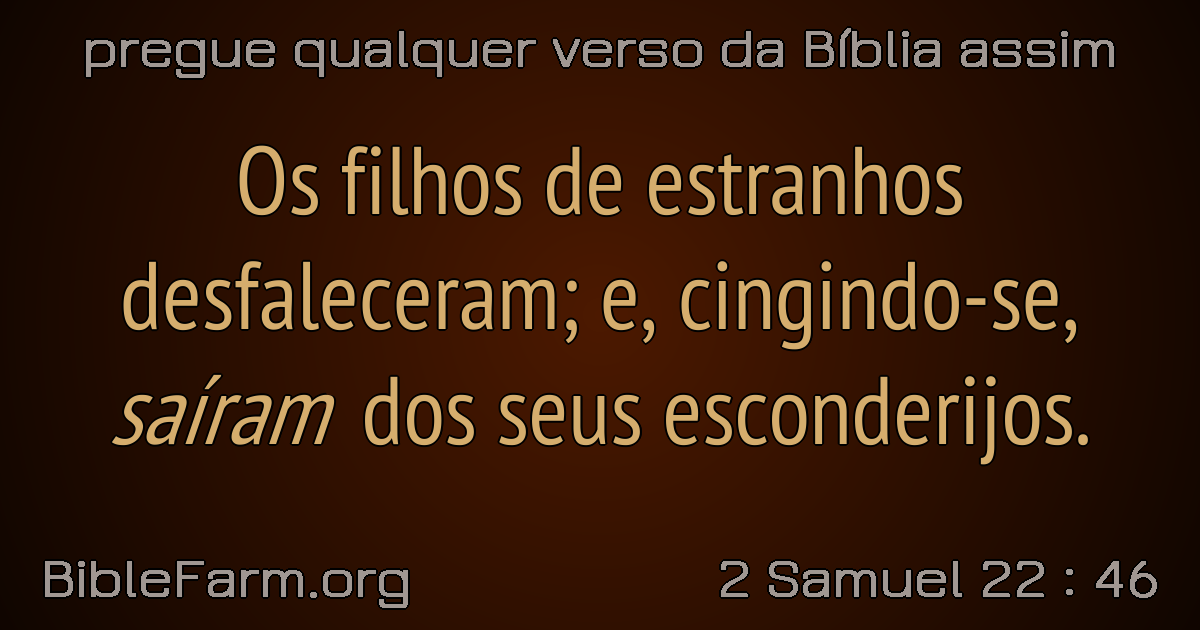 pregue qualquer verso da Bíblia assim
Os filhos de estranhos
desfaleceram; e, cingindo-se,
saíram dos seus esconderijos.
BibleFarm.org
2 Samuel 22 : 46